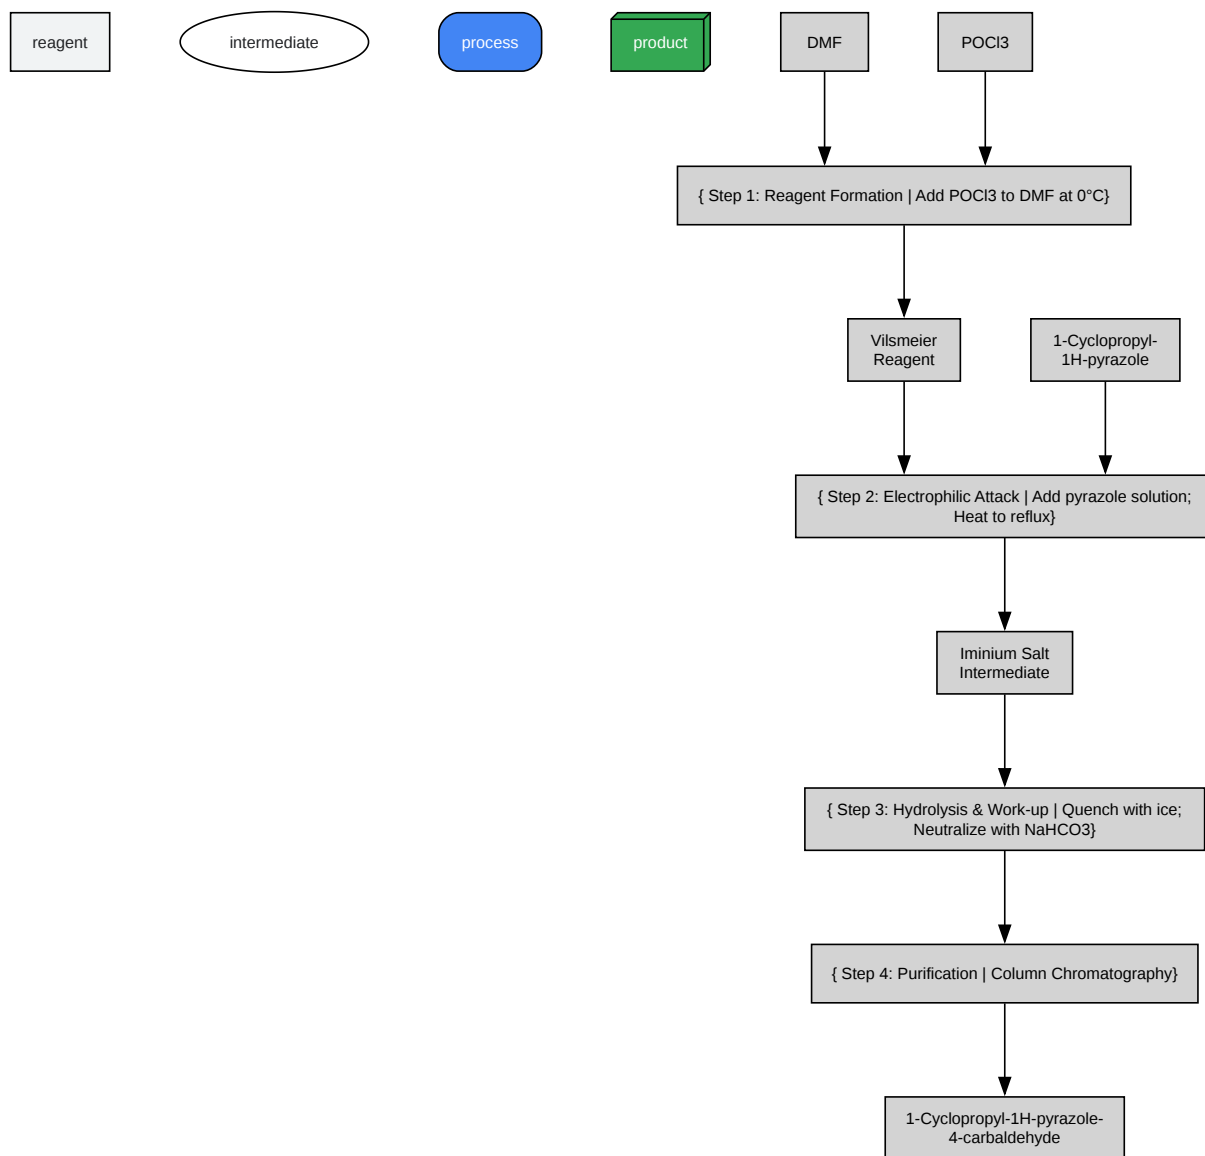 reagent
intermediate
process
product
DMF
POCl3
{ Step 1: Reagent Formation | Add POCl3 to DMF at 0°C}
Vilsmeier
Reagent
1-Cyclopropyl-
1H-pyrazole
{ Step 2: Electrophilic Attack | Add pyrazole solution;
Heat to reflux}
Iminium Salt
Intermediate
{ Step 3: Hydrolysis & Work-up | Quench with ice;
Neutralize with NaHCO3}
{ Step 4: Purification | Column Chromatography}
1-Cyclopropyl-1H-pyrazole-
4-carbaldehyde